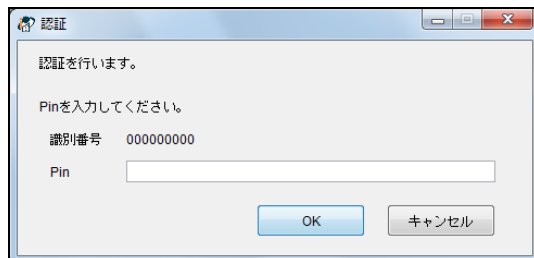 認証
認証を行います。
Pinを入力してください。
識別番号 000000000
Pin
OK キャンセル